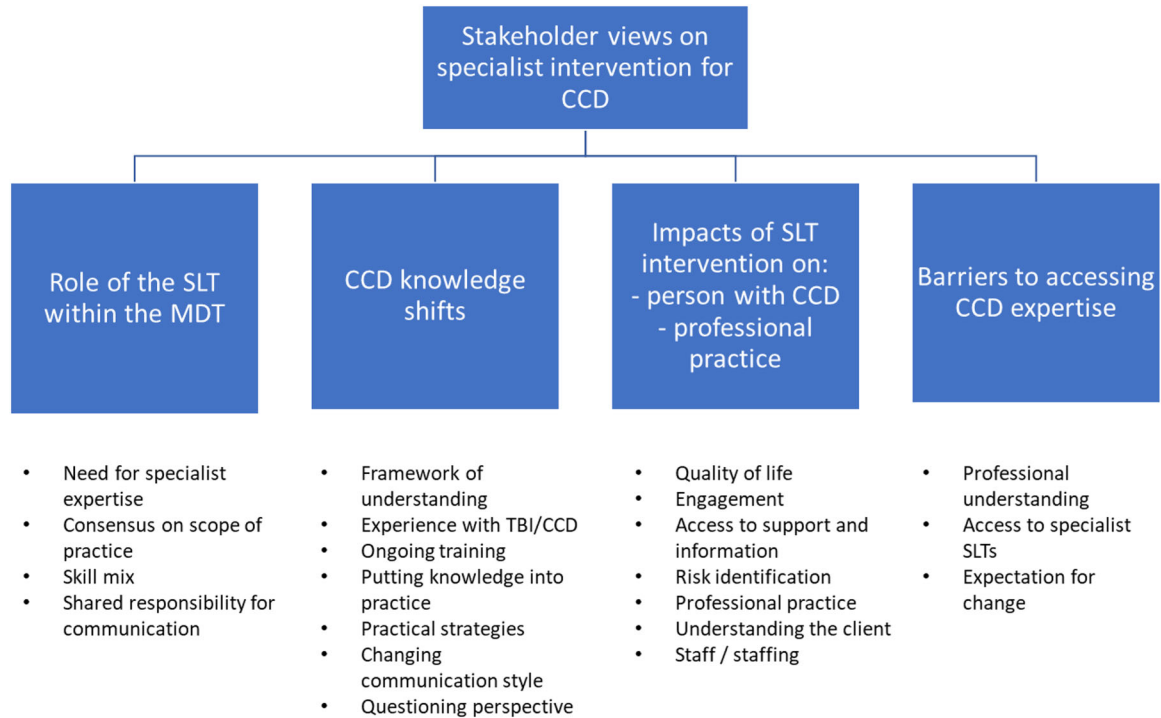 Stakeholder views on
specialist intervention for
CCD
Role of the SLT
within the MDT
CCD knowledge
shifts
Impacts of SLT
intervention on:
- person with CCD
- professional
practice
Barriers to accessing
CCD expertise
• Need for specialist
expertise
• Consensus on scope of
practice
• Skill mix
• Shared responsibility for
communication
• Framework of
understanding
• Experience with TBI/CCD
• Ongoing training
• Putting knowledge into
practice
• Practical strategies
• Changing
communication style
• Questioning perspective
• Quality of life
• Engagement
• Access to support and
information
• Risk identification
• Professional practice
• Understanding the client
• Staff / staffing
• Professional
understanding
• Access to specialist
SLTs
• Expectation for
change